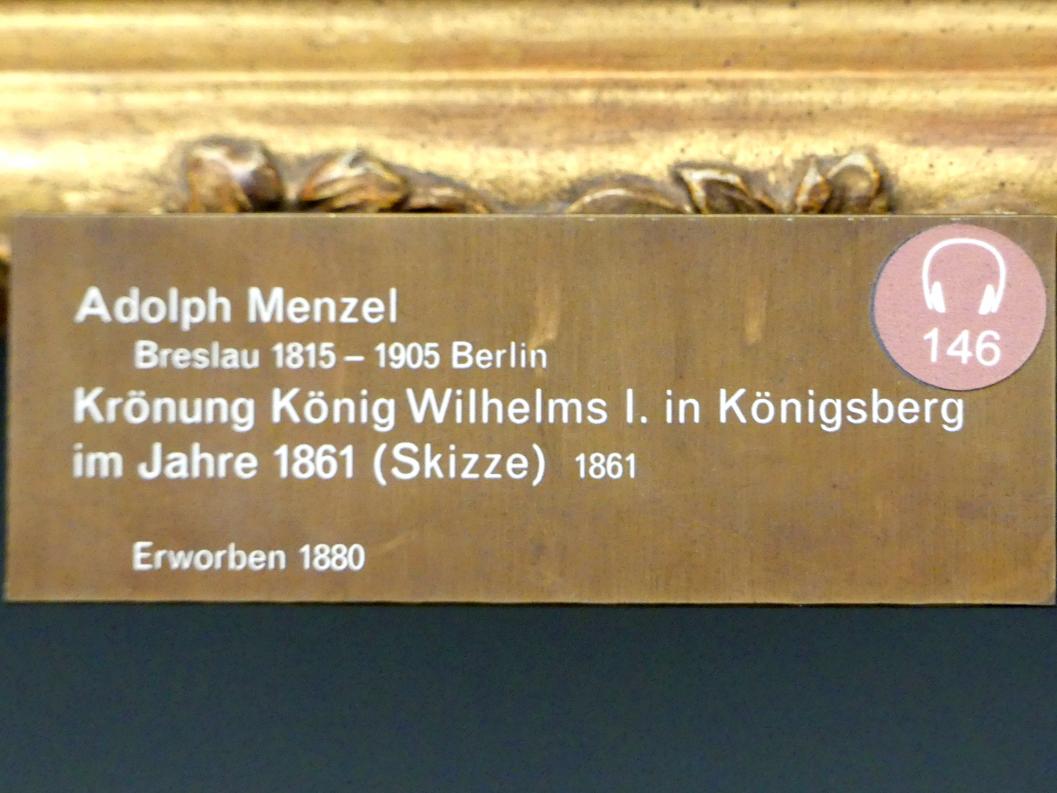 Adolph Menzel
Breslau 1815 – 1905 Berlin
Krönung König Wilhelms I. in Königsberg
im Jahre 1861 (Skizze) 1861
Erworben 1880
146